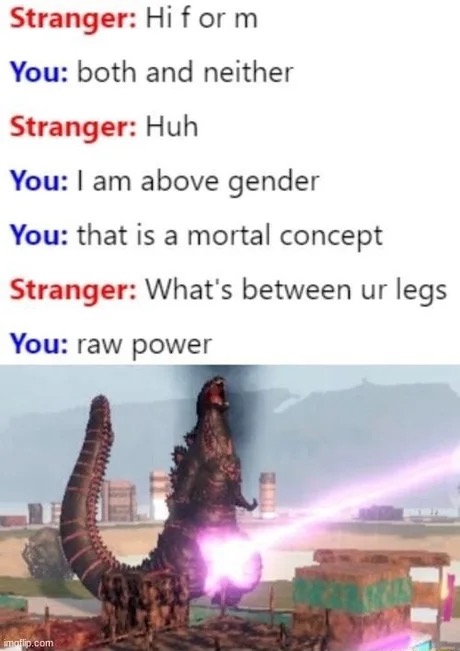 Stranger: Hi f or m
You: both and neither
Stranger: Huh
You: I am above gender
You: that is a mortal concept
Stranger: What's between ur legs
You: raw power
imgflip.com